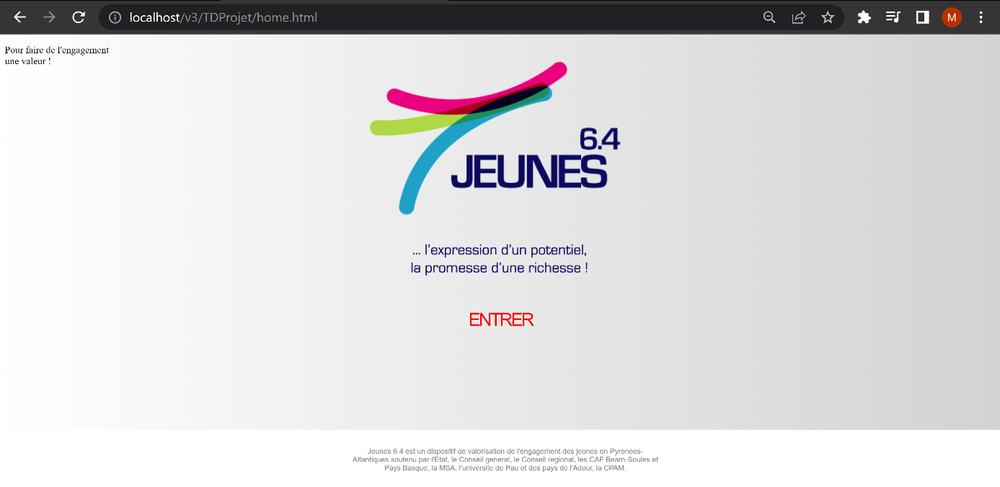 localhost/v3/TDProjet/home.html
M
Pour faire de l'engagement
une valeur !
6.4
JEUNES
... l'expression d'un potentiel,
la promesse d'une richesse !
ENTRER
Jeunes 6.4 est un dispositif de valorisation de l'engagement des jeunes en Pyrenees-
Atlantiques soutenu par l'Etat, le Conseil general, le Conseil regional, les CAF Bearn-Soules et
Pays Basque, la MSA, l'universite de Pau et des pays de l'Adour, la CPAM.